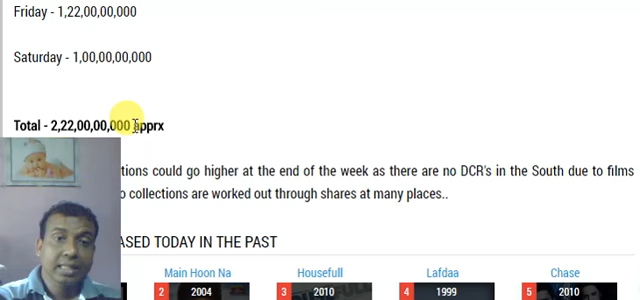 Friday - 1,22,00,00,000
Saturday - 1,00,00,00,000
Total - 2,22,00,00,000 apprx
tions could go higher at the end of the week as there are no DCR's in the South due to films
o collections are worked out through shares at many places..
ASED TODAY IN THE PAST
Main Hoon Na Housefull Lafdaa Chase
2 2004 3 2010 4 1999 5 2010